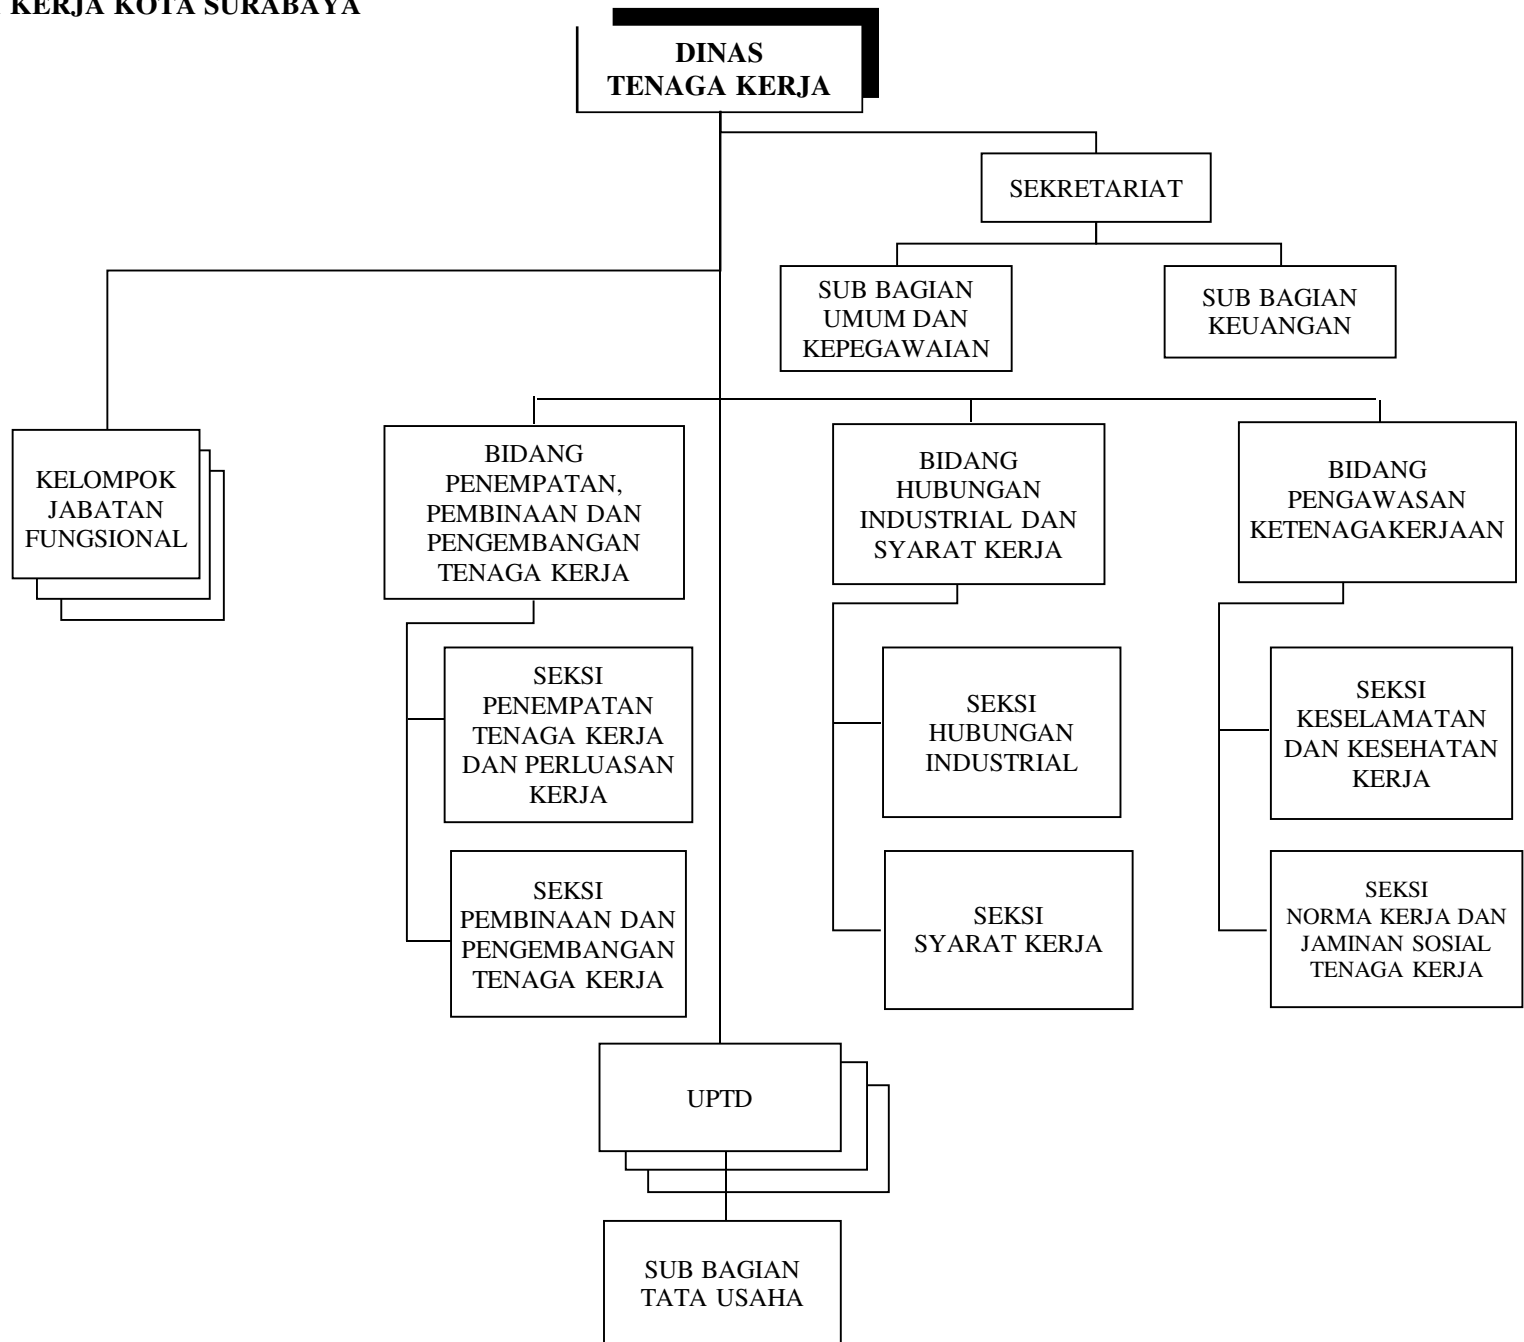 KERJA KOTA SURABAYA
DINAS
TENAGA KERJA
SEKRETARIAT
SUB BAGIAN
UMUM DAN
KEPEGAWAIAN
SUB BAGIAN
KEUANGAN
KELOMPOK
JABATAN
FUNGSIONAL
BIDANG
PENEMPATAN,
PEMBINAAN DAN
PENGEMBANGAN
TENAGA KERJA
BIDANG
HUBUNGAN
INDUSTRIAL DAN
SYARAT KERJA
BIDANG
PENGAWASAN
KETENAGAKERJAAN
SEKSI
PENEMPATAN
TENAGA KERJA
DAN PERLUASAN
KERJA
SEKSI
HUBUNGAN
INDUSTRIAL
SEKSI
KESELAMATAN
DAN KESEHATAN
KERJA
SEKSI
PEMBINAAN DAN
PENGEMBANGAN
TENAGA KERJA
SEKSI
SYARAT KERJA
SEKSI
NORMA KERJA DAN
JAMINAN SOSIAL
TENAGA KERJA
UPTD
SUB BAGIAN
TATA USAHA